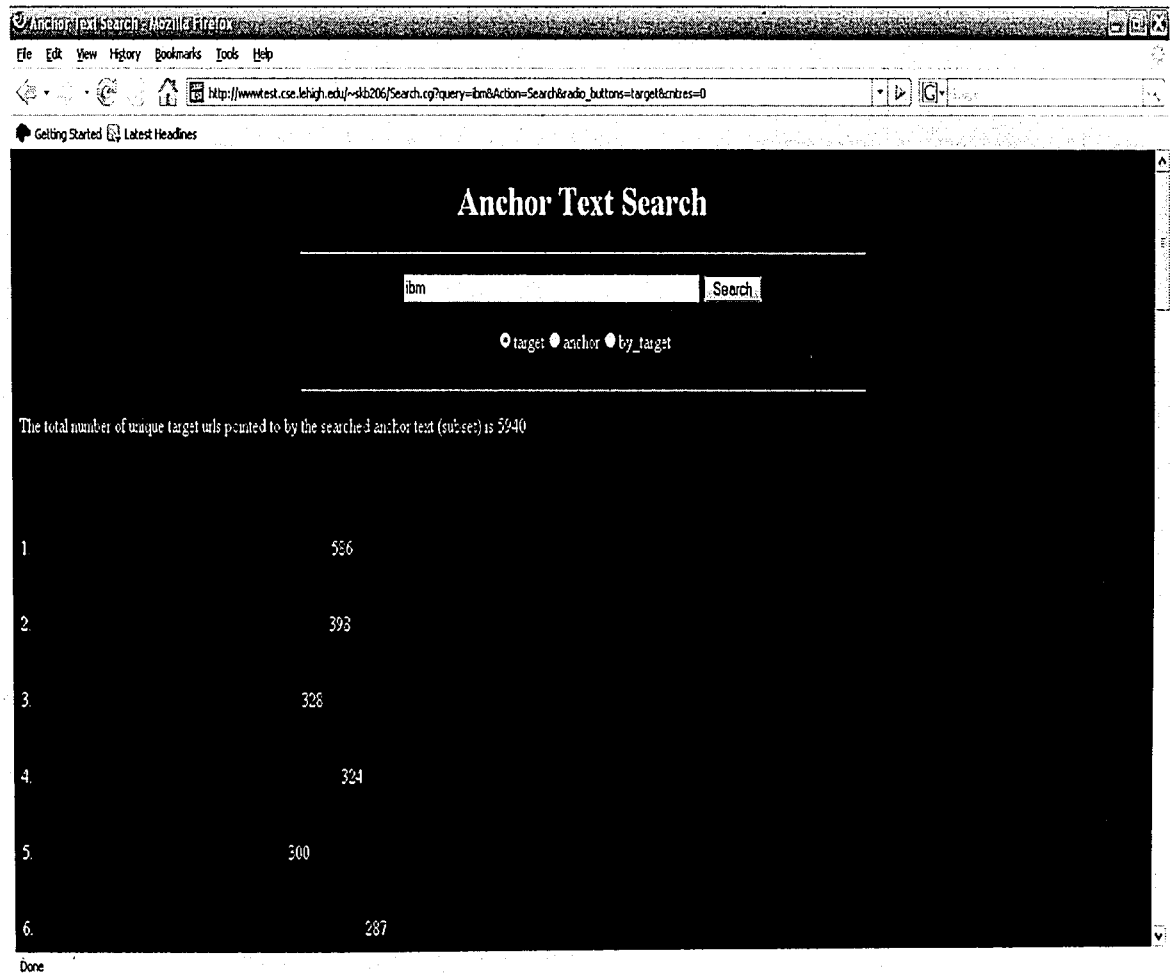 Anchor Text Search - Mozilla Firefox
File Edit View History Bookmarks Tools Help
http://wwwtest.cse.lehigh.edu/~skb206/Search.cgi?query=ibm&Action=Search&radio_buttons=target&cntres=0
Getting Started Latest Headlines
Anchor Text Search
ibm Search
target anchor by_target
The total number of unique target urls pointed to by the searched anchor text (subset) is 5940
1. 586
2. 398
3. 328
4. 324
5. 300
6. 287
Done